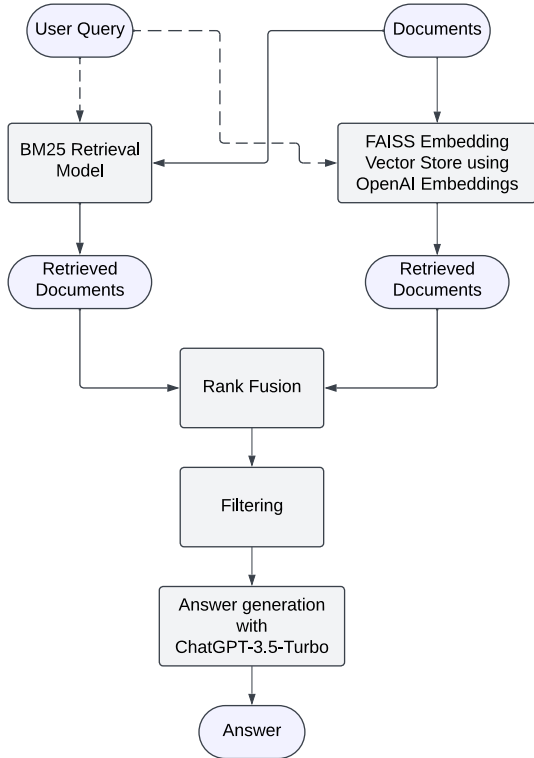 User Query
Documents
BM25 Retrieval
Model
FAISS Embedding
Vector Store using
OpenAI Embeddings
Retrieved
Documents
Retrieved
Documents
Rank Fusion
Filtering
Answer generation
with
ChatGPT-3.5-Turbo
Answer